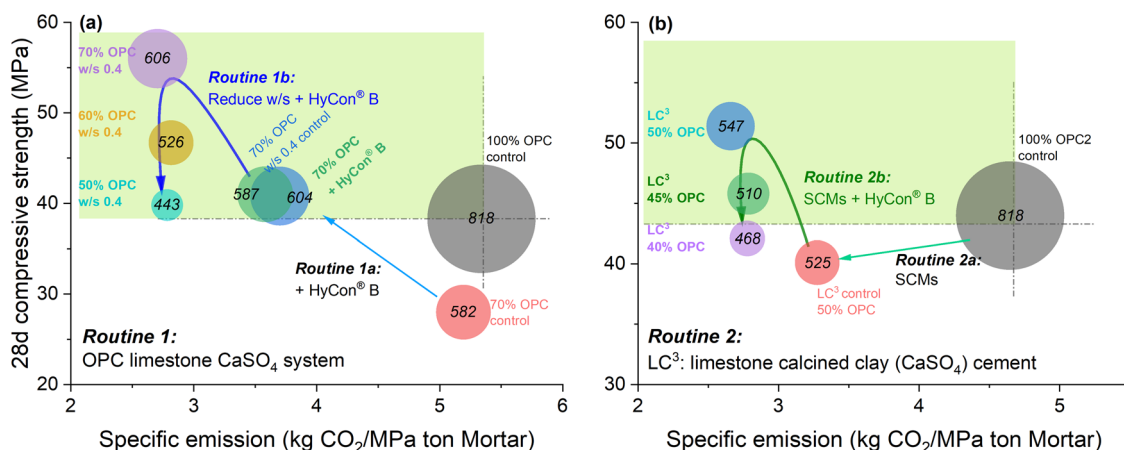 (a)
60
50
40
30
20
28d compressive strength (MPa)
70% OPC
w/s 0.4
606
60% OPC
w/s 0.4
526
50% OPC
w/s 0.4
443
Routine 1b:
Reduce w/s + HyCon® B
70% OPC
w/s 0.4 control
70% OPC
+ HyCon® B
587
604
100% OPC
control
818
Routine 1a:
+ HyCon® B
582
70% OPC
control
Routine 1:
OPC limestone CaSO4 system
2
3
4
5
6
Specific emission (kg CO2/MPa ton Mortar)
(b)
60
50
40
30
LC3
50% OPC
547
LC3
45% OPC
510
LC3
40% OPC
468
Routine 2b:
SCMs + HyCon® B
100% OPC2
control
818
525
LC3 control
50% OPC
Routine 2a:
SCMs
Routine 2:
LC3: limestone calcined clay (CaSO4) cement
2
3
4
5
Specific emission (kg CO2/MPa ton Mortar)